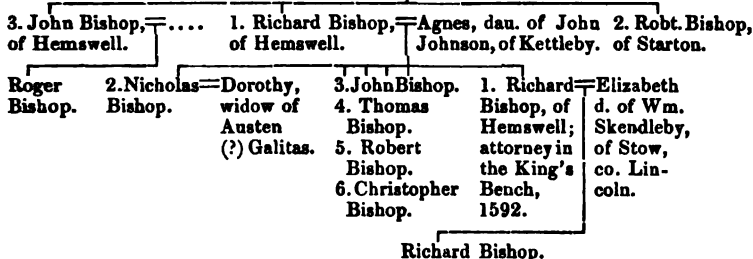 3. John Bishop,=.... 1. Richard Bishop,=Agnes, dau. of John 2. Robt. Bishop,
of Hemswell. of Hemswell. Johnson, of Kettleby. of Starton.
Roger 2. Nicholas=Dorothy, 3. John Bishop. 1. Richard=Elizabeth
Bishop. Bishop. widow of 4. Thomas Bishop, of d. of Wm.
Austen Bishop. Hemswell; Skendleby,
(?) Galitas. 5. Robert attorney in of Stow,
Bishop. the King's co. Lin-
6. Christopher Bench, coln.
Bishop. 1592.
Richard Bishop.